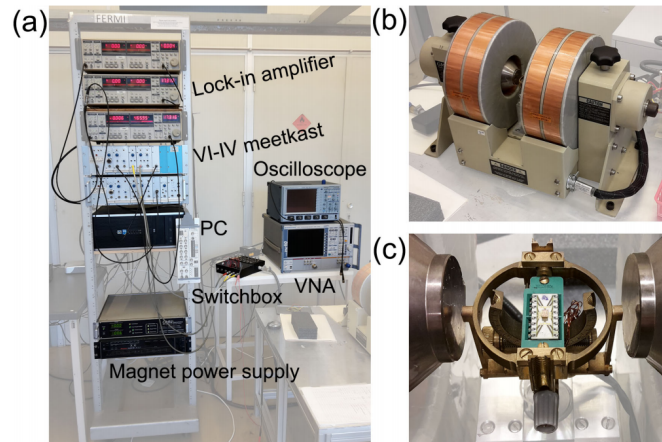 (a)
FERMI
Lock-in amplifier
VI-IV meetkast
Oscilloscope
PC
VNA
Switchbox
Magnet power supply
(b)
(c)